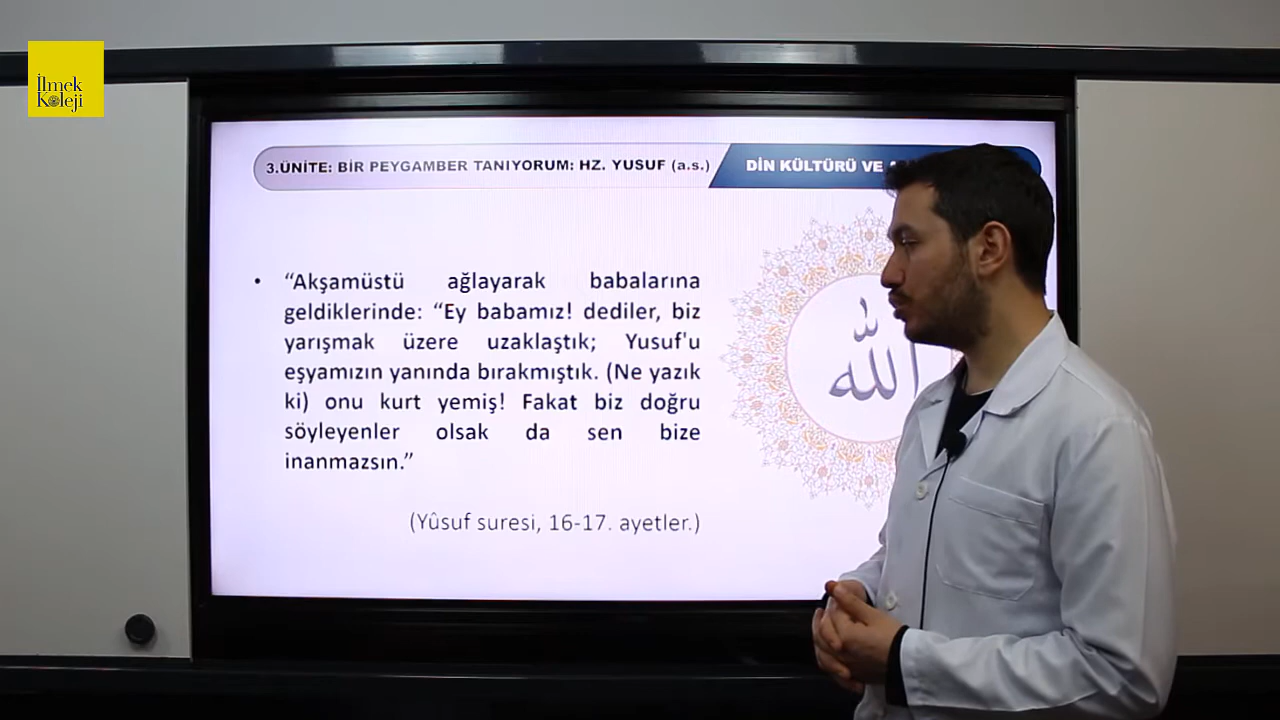 İlmek
Koleji
3.ÜNİTE: BİR PEYGAMBER TANIYORUM: HZ. YUSUF (a.s.)
DİN KÜLTÜRÜ VE
• “Akşamüstü ağlayarak babalarına
geldiklerinde: “Ey babamız! dediler, biz
yarışmak üzere uzaklaştık; Yusuf'u
eşyamızın yanında bırakmıştık. (Ne yazık
ki) onu kurt yemiş! Fakat biz doğru
söyleyenler olsak da sen bize
inanmazsın.”
(Yûsuf suresi, 16-17. ayetler.)
الله